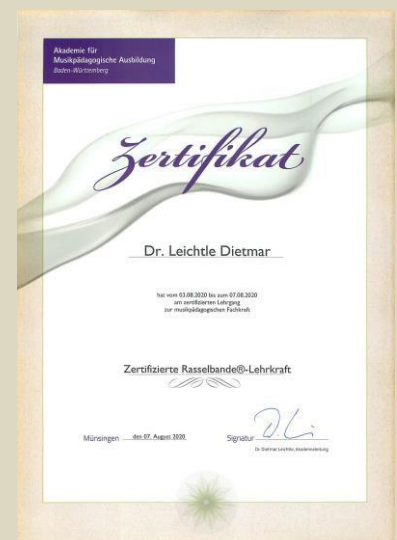 Akademie für
Musikpädagogische Ausbildung
Baden-Württemberg
Zertifikat
Dr. Leichtle Dietmar
hat vom 03.08.2020 bis zum 07.08.2020
am zertifizierten Lehrgang
zur musikpädagogischen Fachkraft
Zertifizierte Rasselbande®-Lehrkraft
Münsingen den 07. August 2020 Signatur
Dr. Dietmar Leichtle, Akademieleitung